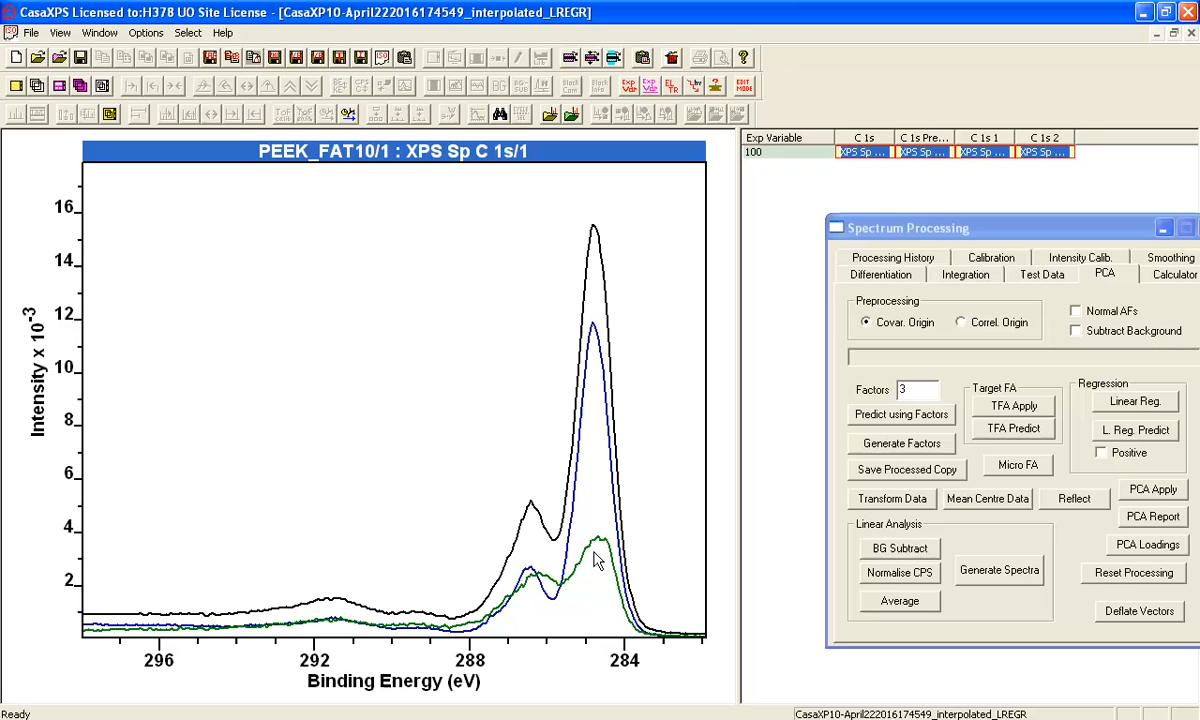 CasaXPS Licensed to:H378 UO Site License - [CasaXP10-April222016174549_interpolated_LREGR]
File View Window Options Select Help
PEEK_FAT10/1 : XPS Sp C 1s/1
16
14
12
10
8
6
4
2
Intensity x 10-3
296 292 288 284
Binding Energy (eV)
Exp Variable C 1s C 1s Pre... C 1s 1 C 1s 2
100 XPS Sp ... XPS Sp ... XPS Sp ... XPS Sp ...
Spectrum Processing
Processing History Calibration Intensity Calib. Smoothing
Differentiation Integration Test Data PCA Calculator
Preprocessing
Covar. Origin Correl. Origin
Normal AFs
Subtract Background
Factors 3
Predict using Factors
Generate Factors
Save Processed Copy
Target FA
TFA Apply
TFA Predict
Micro FA
Regression
Linear Reg.
L. Reg. Predict
Positive
Transform Data Mean Centre Data Reflect
PCA Apply
PCA Report
PCA Loadings
Reset Processing
Deflate Vectors
Linear Analysis
BG Subtract
Normalise CPS
Average
Generate Spectra
Ready
CasaXP10-April222016174549_interpolated_LREGR